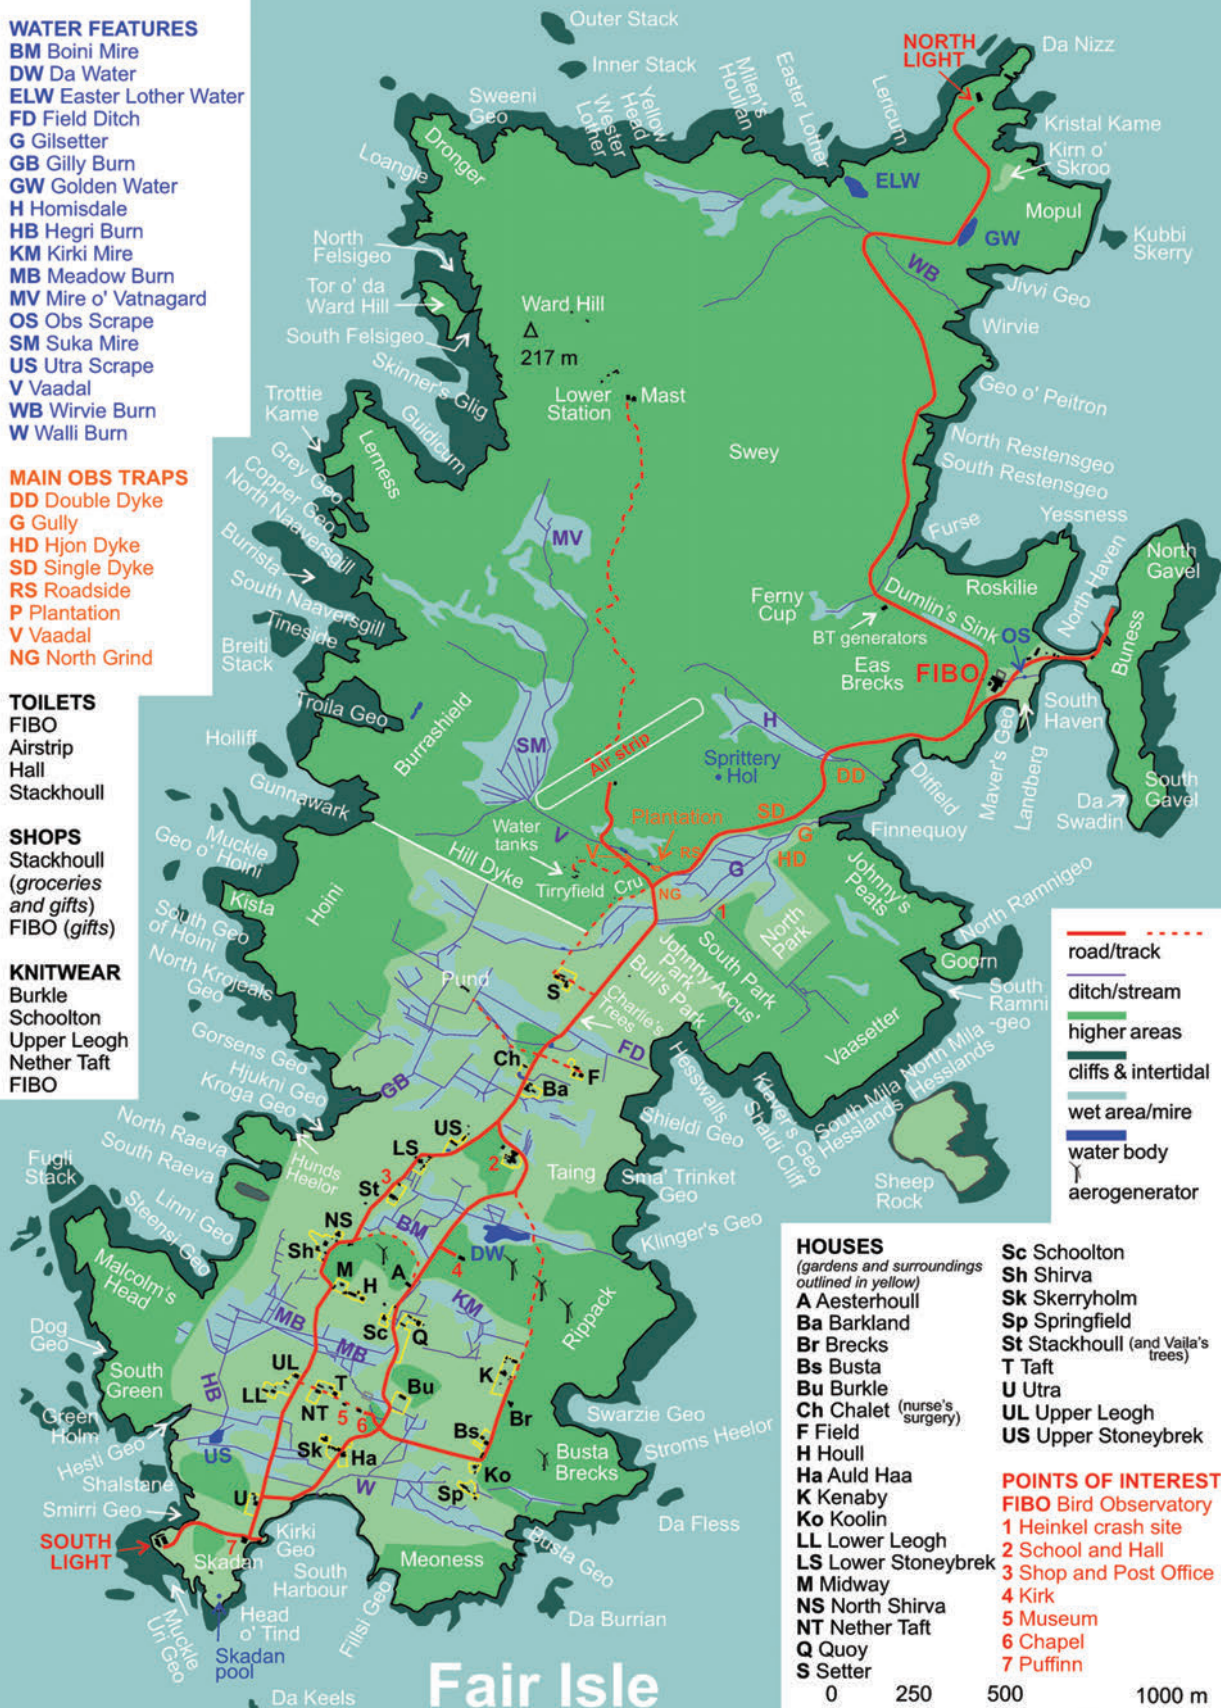 WATER FEATURES
BM Boini Mire
DW Da Water
ELW Easter Lother Water
FD Field Ditch
G Gilsetter
GB Gilly Burn
GW Golden Water
H Homisdale
HB Hegri Burn
KM Kirki Mire
MB Meadow Burn
MV Mire o' Vatnagard
OS Obs Scrape
SM Suka Mire
US Utra Scrape
V Vaadal
WB Wirvie Burn
W Walli Burn
MAIN OBS TRAPS
DD Double Dyke
G Gully
HD Hjon Dyke
SD Single Dyke
RS Roadside
P Plantation
V Vaadal
NG North Grind
TOILETS
FIBO
Airstrip
Hall
Stackhoull
SHOPS
Stackhoull
(groceries
and gifts)
FIBO (gifts)
KNITWEAR
Burkle
Schoolton
Upper Leogh
Nether Taft
FIBO
Outer Stack
Inner Stack
Sweeni
Geo
Loangie
Dronger
Wester
Lother
Yellow
Head
Milen's
Houllan
Easter Lother
Lericum
NORTH
LIGHT
Da Nizz
Kristal Kame
Kirn o'
Skroo
Mopul
Kubbi
Skerry
ELW
GW
WB
Jivvi Geo
Wirvie
Geo o' Peitron
North Restensgeo
South Restensgeo
Furse
Yessness
North
Felsigeo
Tor o' da
Ward Hill
South Felsigeo
Skinner's Glig
Guidicum
Ward Hill
217 m
Lower
Station
Mast
Swey
Trottie
Kame
Lerness
Grey Geo
Copper Geo
North Naaversgill
Burrista
South Naaversgill
Tineside
Breiti
Stack
Troila Geo
Hoiliff
Gunnawark
Burrashield
MV
SM
Ferny
Cup
BT generators
Dumlin's Sink
Roskilie
North Haven
North
Gavel
Buness
OS
FIBO
Eas
Brecks
South
Haven
Maver's Geo
Landberg
Da
Swadin
South
Gavel
H
Sprittery
Hol
Air strip
DD
Ditfield
SD
Finnequoy
Plantation
G
RS
HD
G
V
V
Water
tanks
Tirryfield
Cru
NG
1
Hill Dyke
Muckle
Geo o' Hoini
Kista
Hoini
South Geo
of Hoini
North Krojeals
Geo
Johnny's
Peats
North
Park
North Ramnigeo
Goorn
South
Ramni
-geo
South Park
Johnny Arcus'
Park
Bull's Park
Charlie's
Trees
Vaasetter
Pund
S
Ch
F
FD
Ba
GB
Gorsens Geo
Hjukni Geo
Kroga Geo
Hunds
Heelor
Hesswalls
Shieldi Geo
Klaver's Geo
Shaldi Cliff
South Mila
Hesslands
North Mila
Hesslands
Sheep
Rock
North Raeva
South Raeva
Fugli
Stack
Linni Geo
Steensi Geo
US
LS
2
3
St
Taing
Sma' Trinket
Geo
Klinger's Geo
NS
Sh
BM
DW
4
M
H
A
KM
Sc
Q
MB
MB
Malcolm's
Head
Dog
Geo
South
Green
HB
Rippack
UL
LL
T
NT
5
6
Bu
K
Br
Bs
Sk
Ha
Ko
Sp
Swarzie Geo
Stroms Heelor
Busta
Brecks
Green
Holm
Hesti Geo
Shalstane
Smirri Geo
US
U
W
SOUTH
LIGHT
7
Skadan
Kirki
Geo
South
Harbour
Meoness
Busta Geo
Da Fless
Da Burrian
Fillsi Geo
Muckle
Uri Geo
Head
o' Tind
Skadan
pool
Da Keels
Fair Isle
road/track
ditch/stream
higher areas
cliffs & intertidal
wet area/mire
water body
aerogenerator
HOUSES
(gardens and surroundings
outlined in yellow)
A Aesterhoull
Ba Barkland
Br Brecks
Bs Busta
Bu Burkle
Ch Chalet (nurse's
surgery)
F Field
H Houll
Ha Auld Haa
K Kenaby
Ko Koolin
LL Lower Leogh
LS Lower Stoneybrek
M Midway
NS North Shirva
NT Nether Taft
Q Quoy
S Setter
Sc Schoolton
Sh Shirva
Sk Skerryholm
Sp Springfield
St Stackhoull (and Vaila's
trees)
T Taft
U Utra
UL Upper Leogh
US Upper Stoneybrek
POINTS OF INTEREST
FIBO Bird Observatory
1 Heinkel crash site
2 School and Hall
3 Shop and Post Office
4 Kirk
5 Museum
6 Chapel
7 Puffinn
0 250 500 1000 m